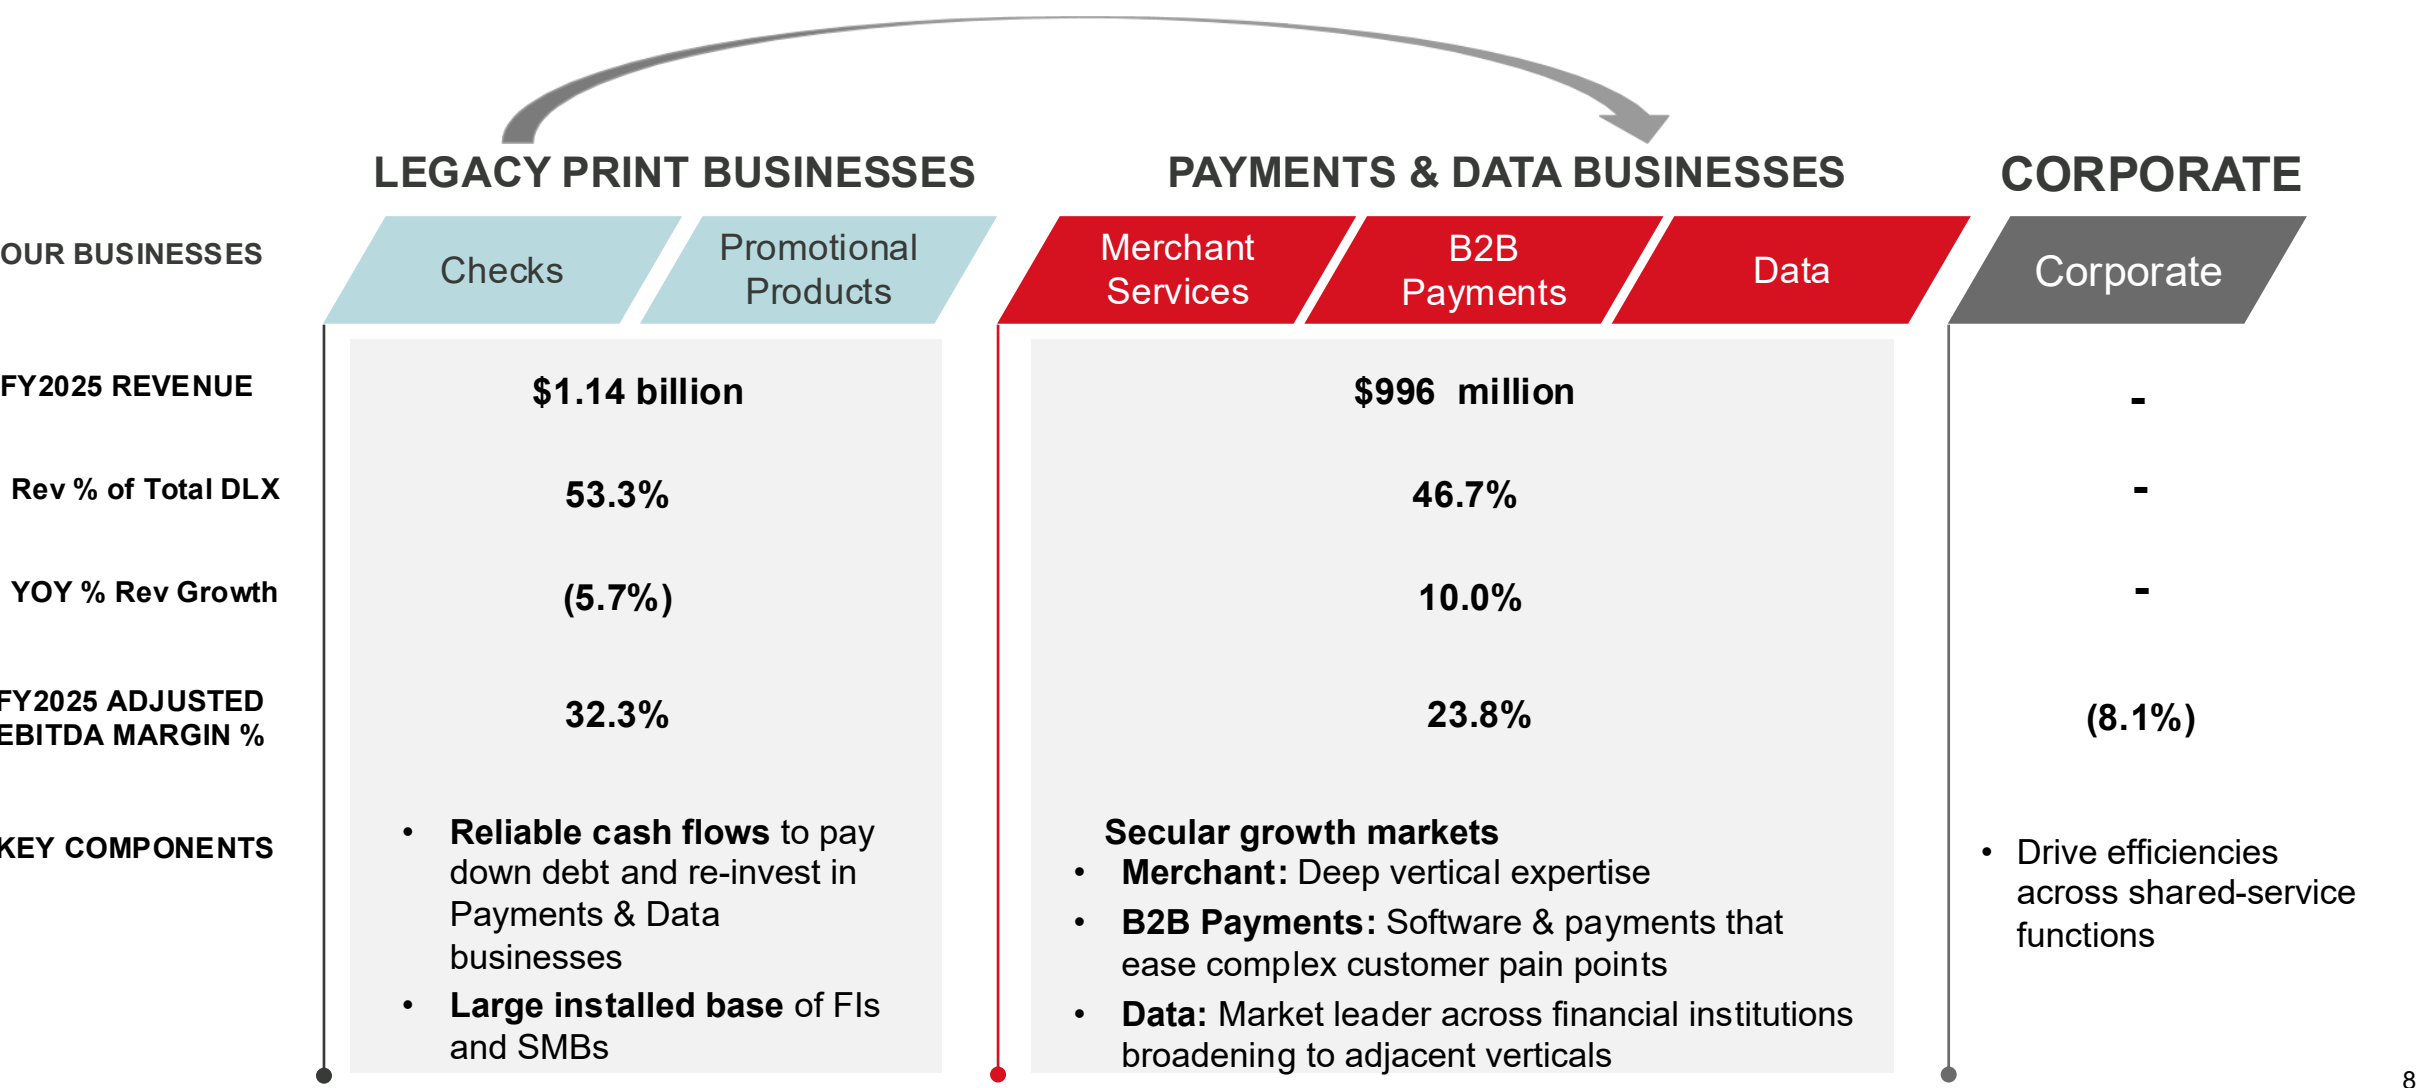 LEGACY PRINT BUSINESSES
PAYMENTS & DATA BUSINESSES
CORPORATE
OUR BUSINESSES
Checks
Promotional
Products
Merchant
Services
B2B
Payments
Data
Corporate
FY2025 REVENUE
$1.14 billion
$996 million
-
Rev % of Total DLX
53.3%
46.7%
-
YOY % Rev Growth
(5.7%)
10.0%
-
FY2025 ADJUSTED
EBITDA MARGIN %
32.3%
23.8%
(8.1%)
KEY COMPONENTS
• Reliable cash flows to pay
down debt and re-invest in
Payments & Data
businesses
• Large installed base of FIs
and SMBs
Secular growth markets
• Merchant: Deep vertical expertise
• B2B Payments: Software & payments that
ease complex customer pain points
• Data: Market leader across financial institutions
broadening to adjacent verticals
• Drive efficiencies
across shared-service
functions
8